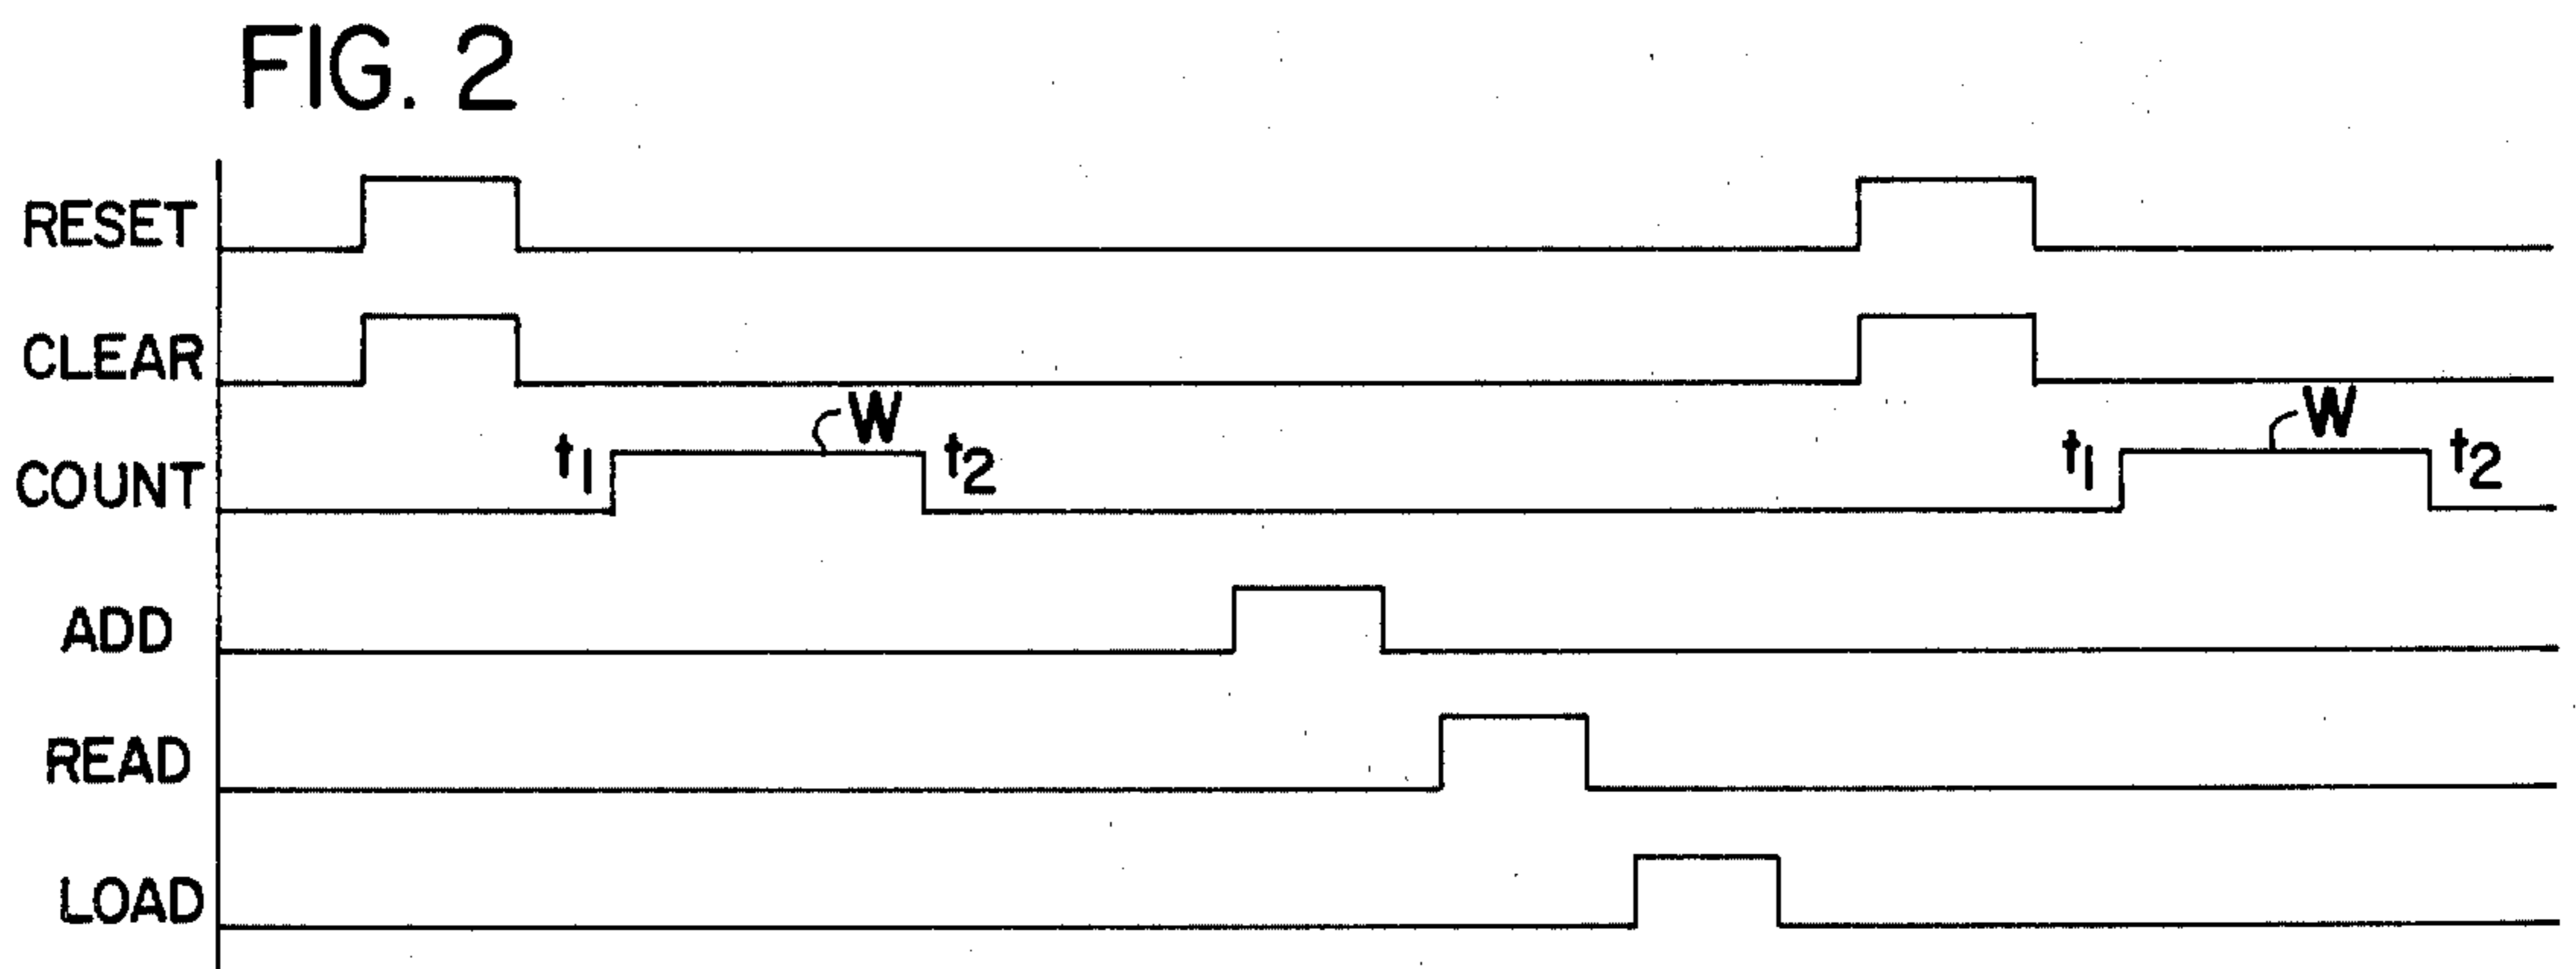 FIG. 2
RESET
CLEAR
COUNT t1 W t2 t1 W t2
ADD
READ
LOAD